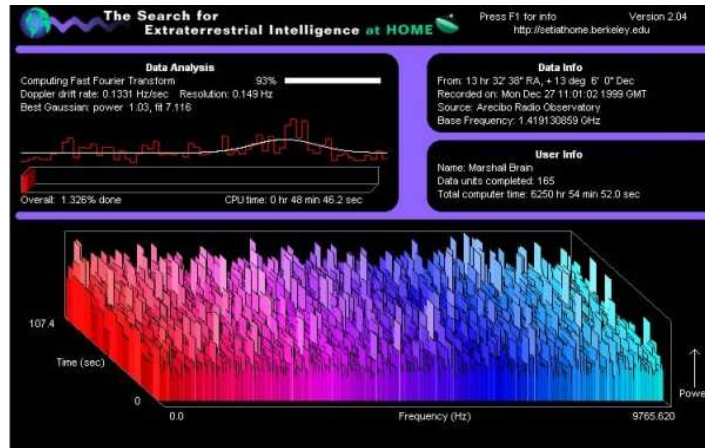 The Search for
Extraterrestrial Intelligence at HOME
Press F1 for info
Version 2.04
http://setiathome.berkeley.edu
Data Analysis
Computing Fast Fourier Transform 93%
Doppler drift rate: 0.1331 Hz/sec Resolution: 0.149 Hz
Best Gaussian: power 1.03, fit 7.116
Overall: 1.326% done CPU time: 0 hr 48 min 46.2 sec
Data Info
From: 13 hr 32' 38" RA, + 13 deg 6' 0" Dec
Recorded on: Mon Dec 27 11:01:02 1999 GMT
Source: Arecibo Radio Observatory
Base Frequency: 1.419130859 GHz
User Info
Name: Marshall Brain
Data units completed: 165
Total computer time: 6250 hr 54 min 52.0 sec
107.4
Time (sec)
0
0.0
Frequency (Hz)
9765.620
Powe